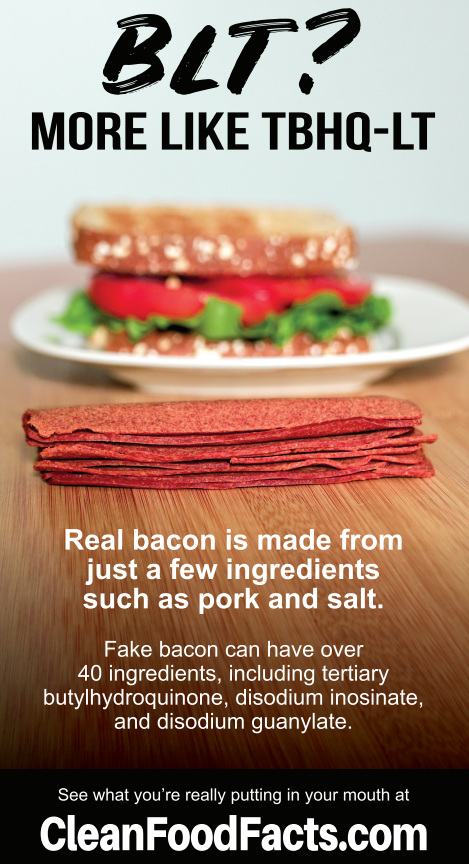 BLT?
MORE LIKE TBHQ-LT
Real bacon is made from
just a few ingredients
such as pork and salt.
Fake bacon can have over
40 ingredients, including tertiary
butylhydroquinone, disodium inosinate,
and disodium guanylate.
See what you’re really putting in your mouth at
CleanFoodFacts.com